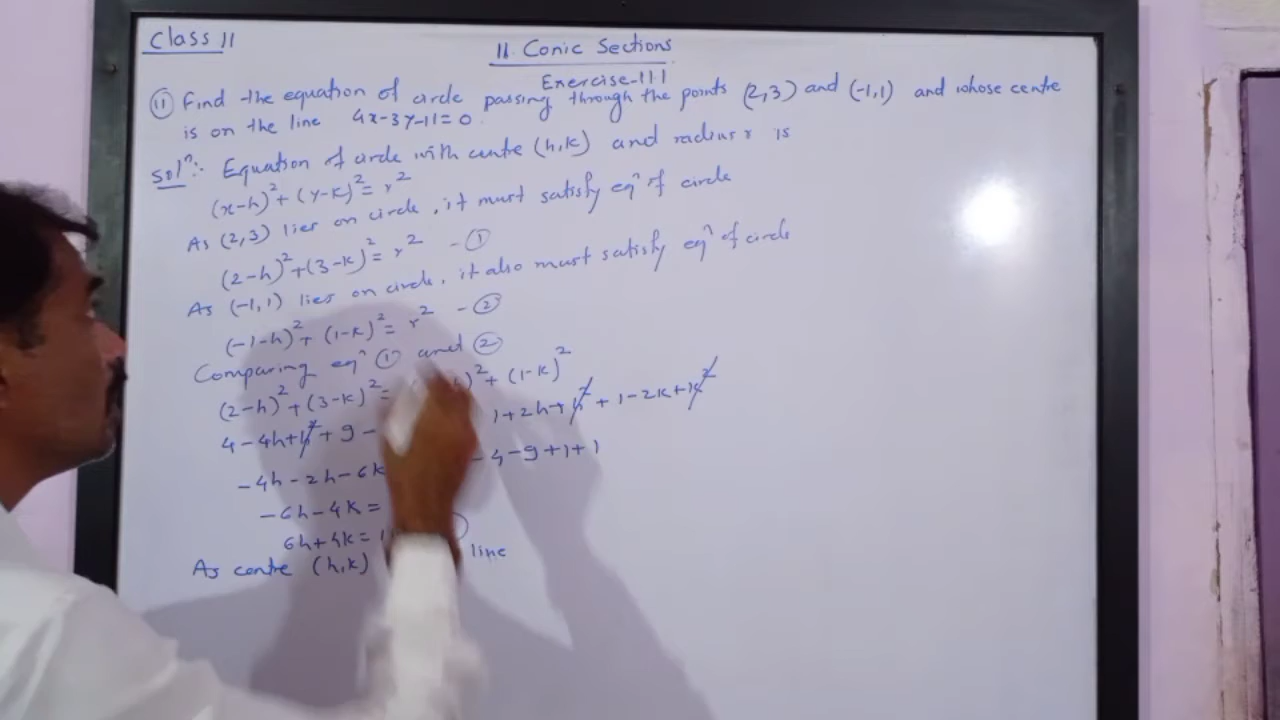 Class 11
11. Conic Sections
Exercise-11.1
(11) Find the equation of circle passing through the points (2,3) and (-1,1) and whose centre
is on the line 4x-3y-11=0.
Solⁿ:- Equation of circle with centre (h,k) and radius r is
(x-h)²+(y-k)²=r²
As (2,3) lies on circle, it must satisfy eqⁿ of circle
(2-h)²+(3-k)²=r² -①
As (-1,1) lies on circle, it also must satisfy eqⁿ of circle
(-1-h)²+(1-k)²=r² -②
Comparing eqⁿ ① and ②
(2-h)²+(3-k)²= )²+(1-k)²
4-4h+h²+9- 1+2h+h²+1-2k+k²
-4h-2h-6k -4-9+1+1
-6h-4k=
6h+4k=1
As centre (h,k) line